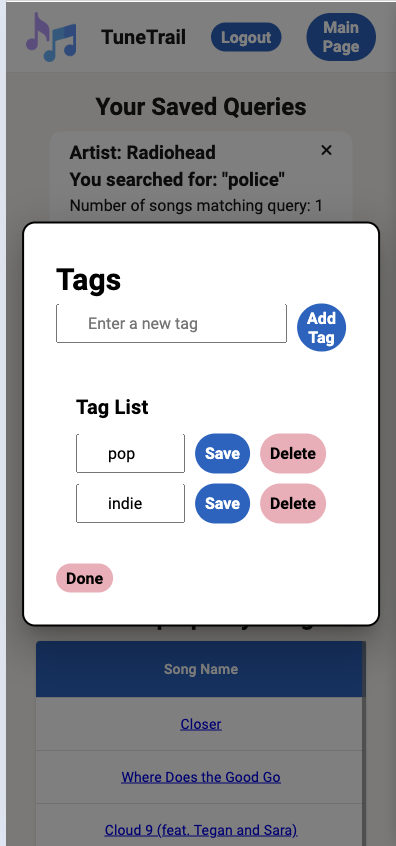 TuneTrail
Logout
Main
Page
Your Saved Queries
Artist: Radiohead
×
You searched for: "police"
Number of songs matching query: 1
Tags
Enter a new tag
Add
Tag
Tag List
pop
Save
Delete
indie
Save
Delete
Done
Song Name
Closer
Where Does the Good Go
Cloud 9 (feat. Tegan and Sara)